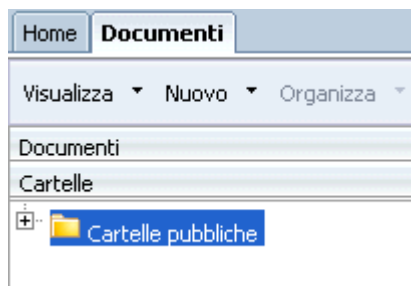 Home Documenti
Visualizza Nuovo Organizza
Documenti
Cartelle
Cartelle pubbliche